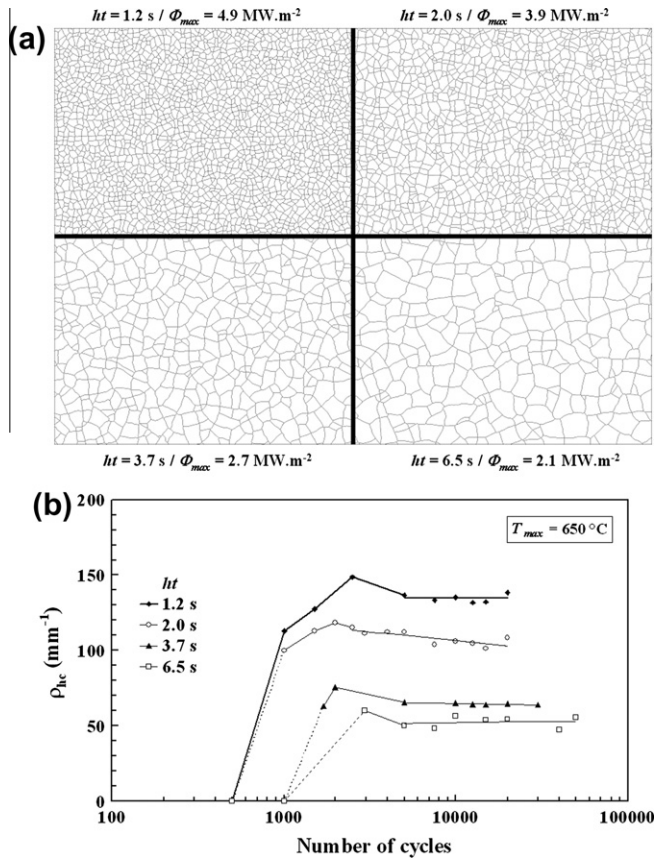 (a)
ht = 1.2 s / Φmax = 4.9 MW.m-2
ht = 2.0 s / Φmax = 3.9 MW.m-2
ht = 3.7 s / Φmax = 2.7 MW.m-2
ht = 6.5 s / Φmax = 2.1 MW.m-2
(b)
200
150
100
50
0
ρhc (mm-1)
Tmax = 650 °C
ht
1.2 s
2.0 s
3.7 s
6.5 s
100
1000
10000
100000
Number of cycles